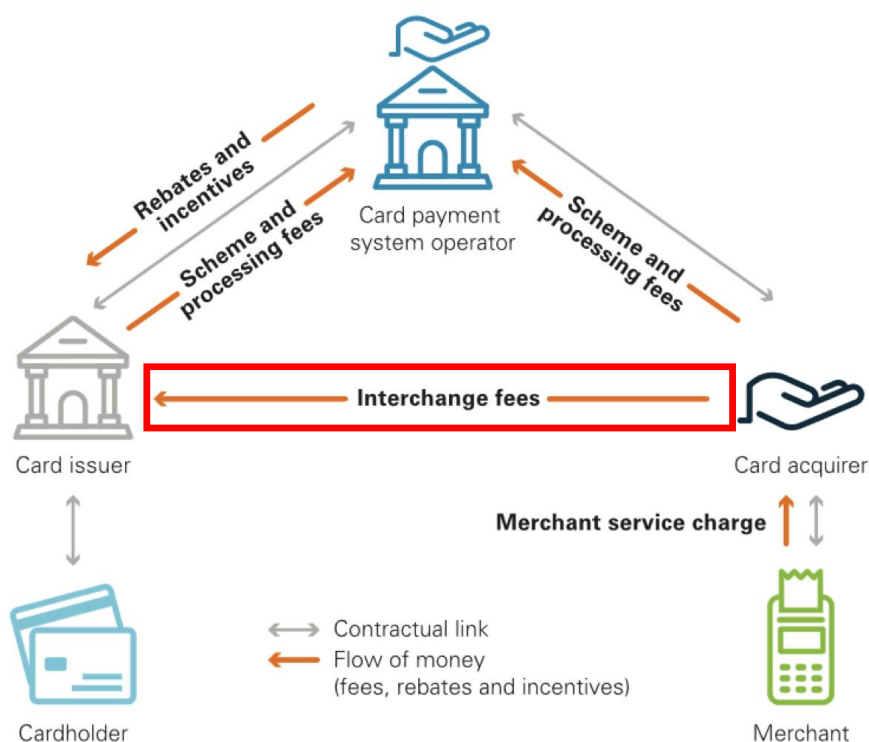 Card payment
system operator
Rebates and
incentives
Scheme and
processing fees
Scheme and
processing fees
Interchange fees
Card issuer
Card acquirer
Merchant service charge
Contractual link
Flow of money
(fees, rebates and incentives)
Cardholder
Merchant